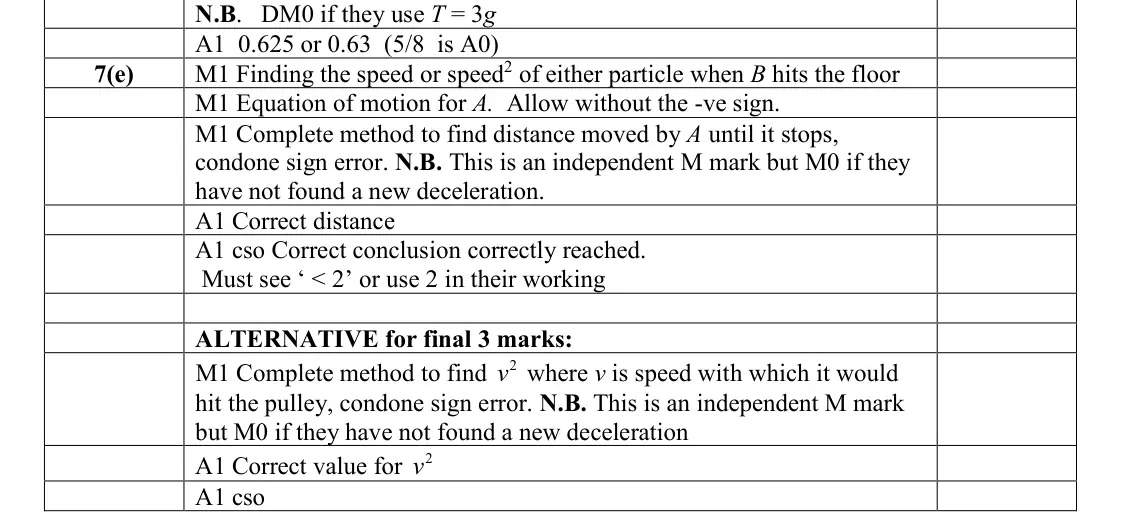 N.B. DM0 if they use T = 3g
A1 0.625 or 0.63 (5/8 is A0)
7(e) M1 Finding the speed or speed² of either particle when B hits the floor
M1 Equation of motion for A. Allow without the -ve sign.
M1 Complete method to find distance moved by A until it stops,
condone sign error. N.B. This is an independent M mark but M0 if they
have not found a new deceleration.
A1 Correct distance
A1 cso Correct conclusion correctly reached.
Must see ‘ < 2’ or use 2 in their working
ALTERNATIVE for final 3 marks:
M1 Complete method to find v² where v is speed with which it would
hit the pulley, condone sign error. N.B. This is an independent M mark
but M0 if they have not found a new deceleration
A1 Correct value for v²
A1 cso